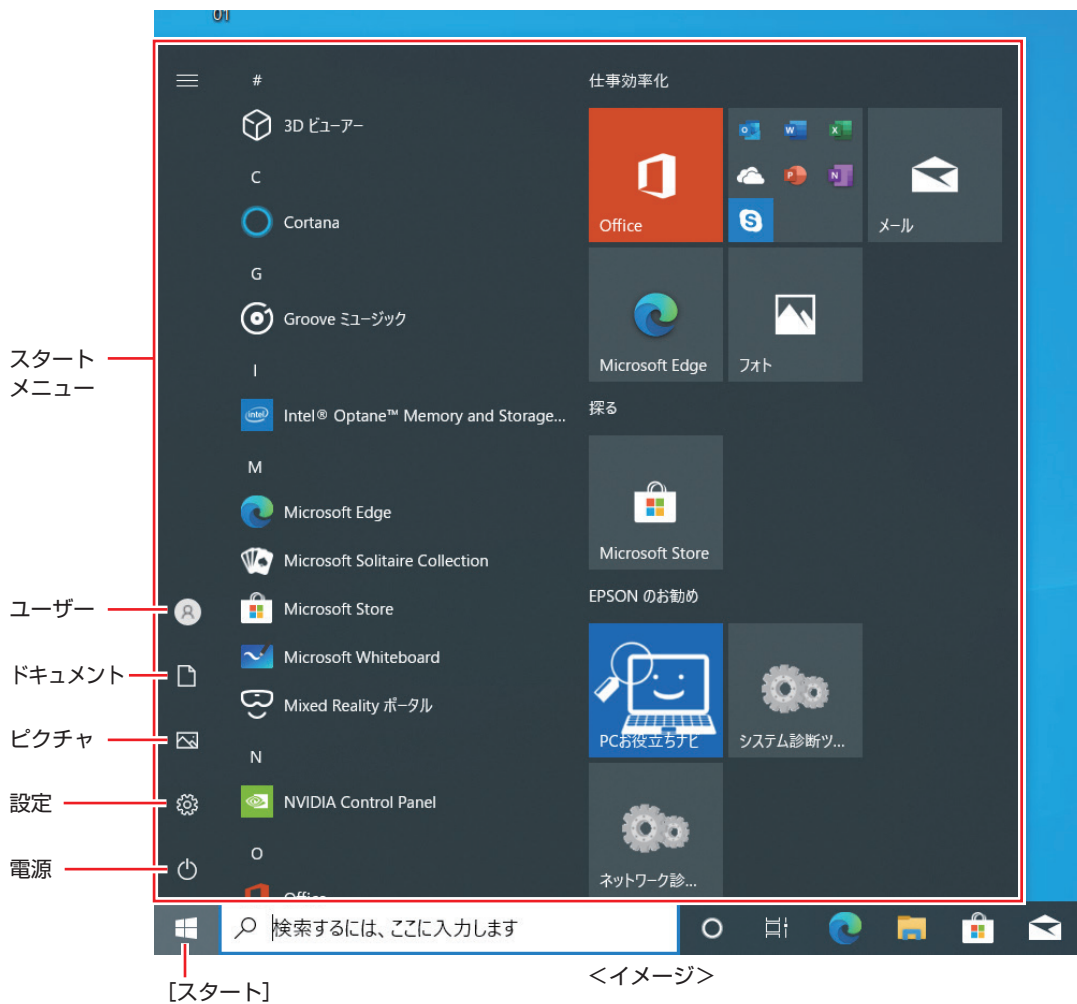 01
#
3D ビューアー
C
Cortana
G
Groove ミュージック
I
Intel® Optane™ Memory and Storage...
M
Microsoft Edge
Microsoft Solitaire Collection
Microsoft Store
Microsoft Whiteboard
Mixed Reality ポータル
N
NVIDIA Control Panel
O
Office
仕事効率化
Office
メール
Microsoft Edge
フォト
探る
Microsoft Store
EPSON のお勧め
PCお役立ちナビ
システム診断ツ...
ネットワーク診...
スタート
メニュー
ユーザー
ドキュメント
ピクチャ
設定
電源
検索するには、ここに入力します
[スタート]
＜イメージ＞